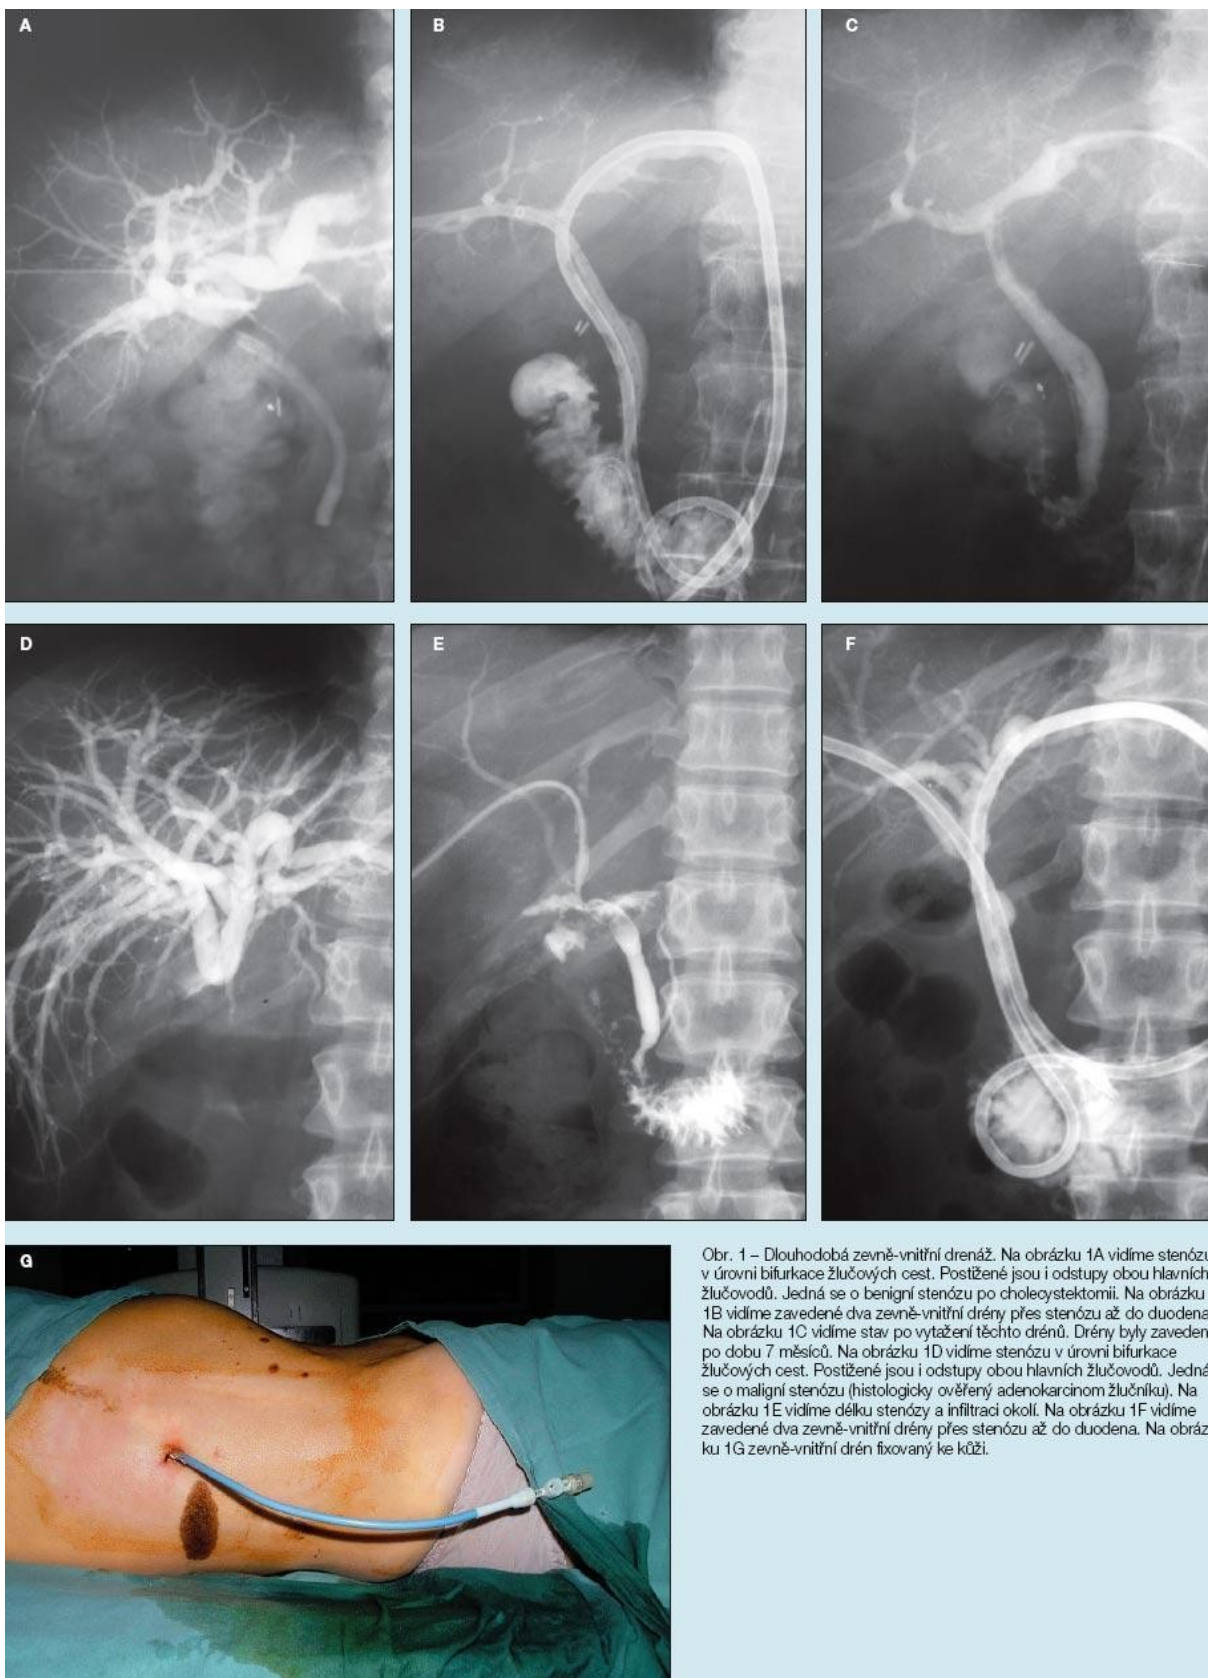 A
B
C
D
E
F
G
Obr. 1 – Dlouhodobá zevně-vnitřní drenáž. Na obrázku 1A vidíme stenózu
v úrovni bifurkace žlučových cest. Postižené jsou i odstupy obou hlavních
žlučovodů. Jedná se o benigní stenózu po cholecystektomii. Na obrázku
1B vidíme zavedené dva zevně-vnitřní drény přes stenózu až do duodena
Na obrázku 1C vidíme stav po vytažení těchto drénů. Drény byly zaveden
po dobu 7 měsíců. Na obrázku 1D vidíme stenózu v úrovni bifurkace
žlučových cest. Postižené jsou i odstupy obou hlavních žlučovodů. Jedná
se o maligní stenózu (histologicky ověřený adenokarcinom žlučníku). Na
obrázku 1E vidíme délku stenózy a infiltraci okolí. Na obrázku 1F vidíme
zavedené dva zevně-vnitřní drény přes stenózu až do duodena. Na obráz
ku 1G zevně-vnitřní drén fixovaný ke kůži.